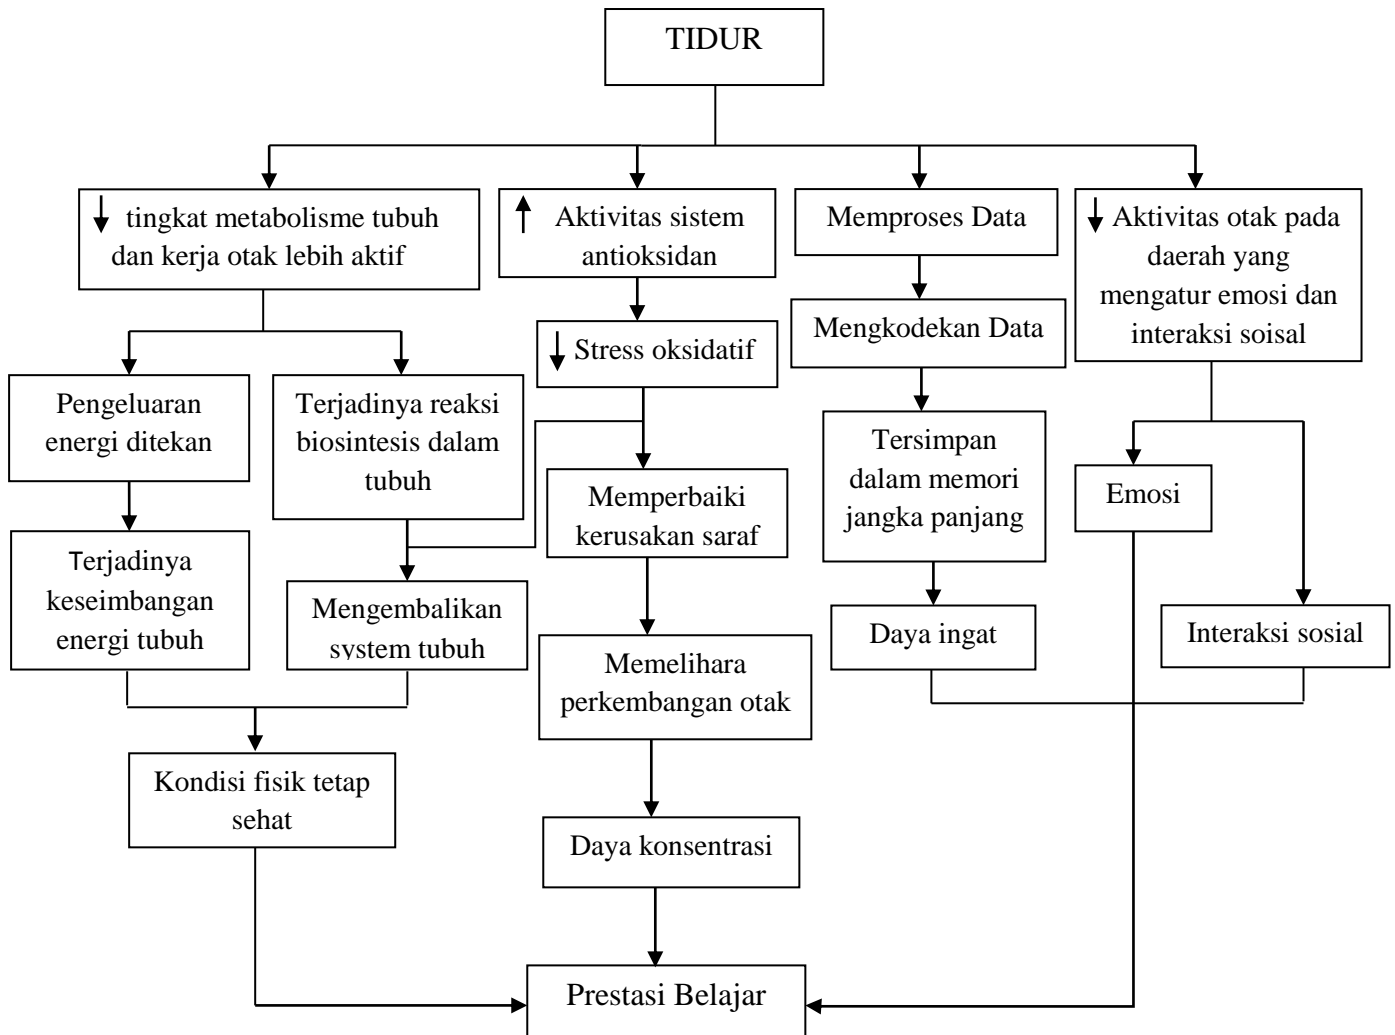 TIDUR
tingkat metabolisme tubuh
dan kerja otak lebih aktif
Aktivitas sistem
antioksidan
Memproses Data
Aktivitas otak pada
daerah yang
mengatur emosi dan
interaksi soisal
Mengkodekan Data
Stress oksidatif
Pengeluaran
energi ditekan
Terjadinya reaksi
biosintesis dalam
tubuh
Tersimpan
dalam memori
jangka panjang
Emosi
Memperbaiki
kerusakan saraf
Terjadinya
keseimbangan
energi tubuh
Mengembalikan
system tubuh
Daya ingat
Interaksi sosial
Memelihara
perkembangan otak
Kondisi fisik tetap
sehat
Daya konsentrasi
Prestasi Belajar